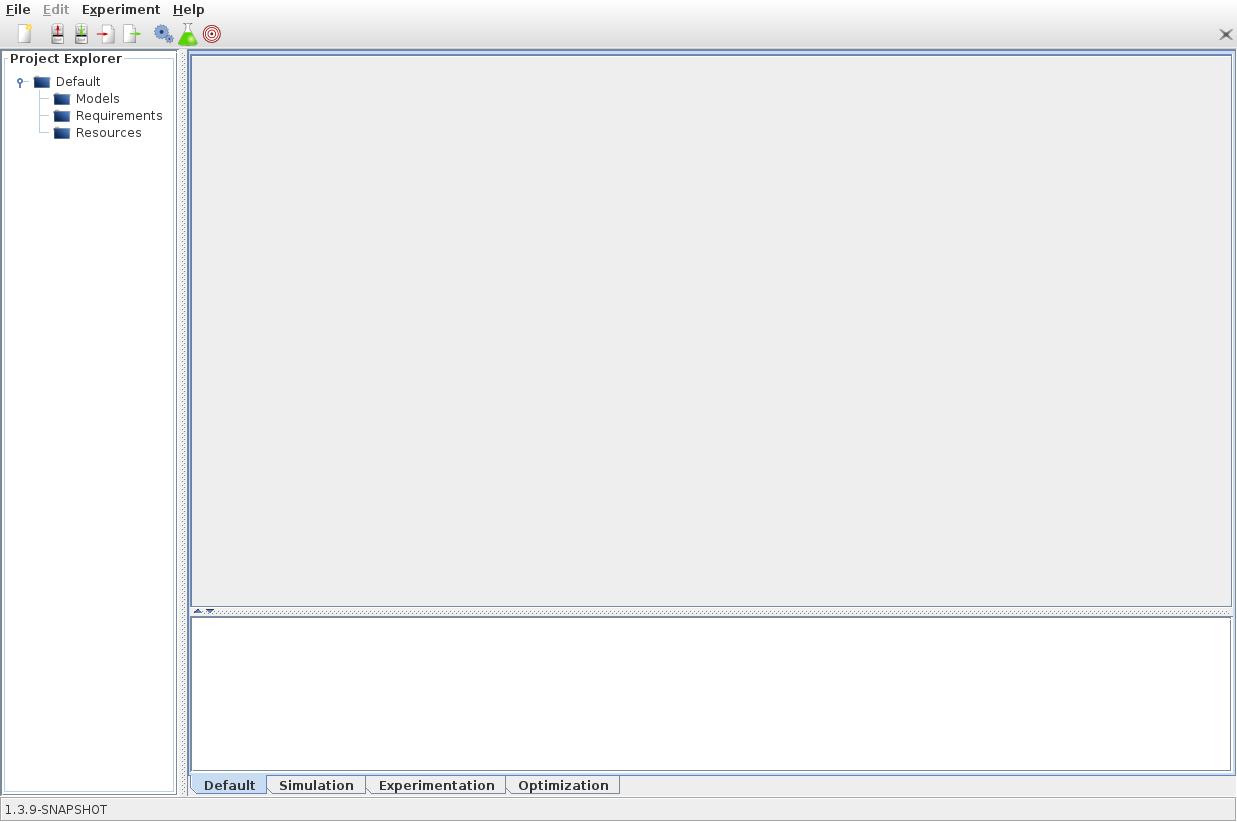 File Edit Experiment Help
Project Explorer
Default
Models
Requirements
Resources
Default Simulation Experimentation Optimization
1.3.9-SNAPSHOT